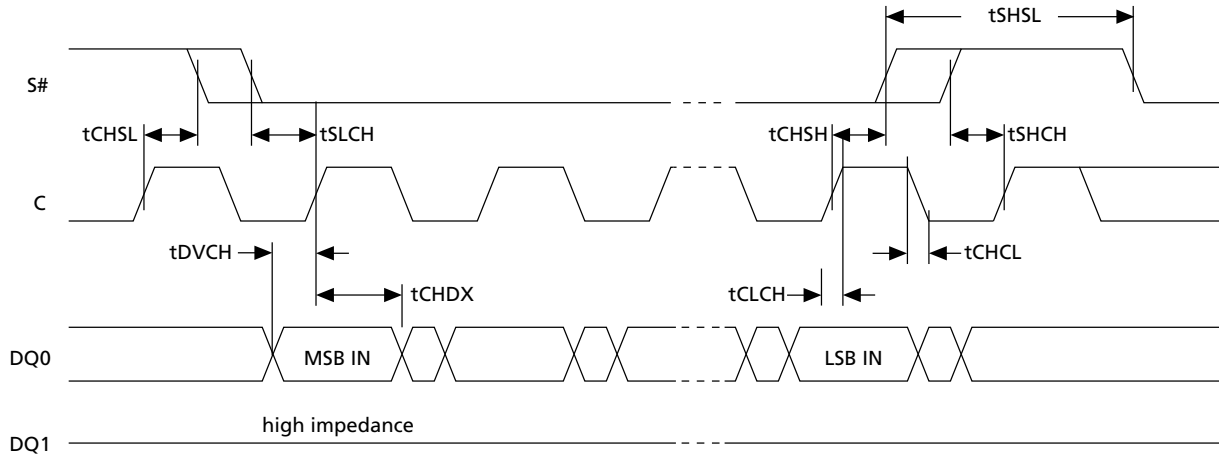 tSHSL
S#
tCHSL
tSLCH
tCHSH
tSHCH
C
tDVCH
tCHCL
tCHDX
tCLCH
DQ0
MSB IN
LSB IN
high impedance
DQ1